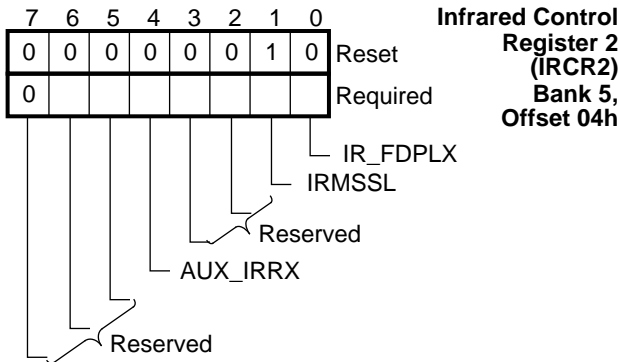 7 6 5 4 3 2 1 0
Infrared Control
Register 2
(IRCR2)
Bank 5,
Offset 04h
0 0 0 0 0 0 1 0 Reset
0 Required
IR_FDPLX
IRMSSL
Reserved
AUX_IRRX
Reserved